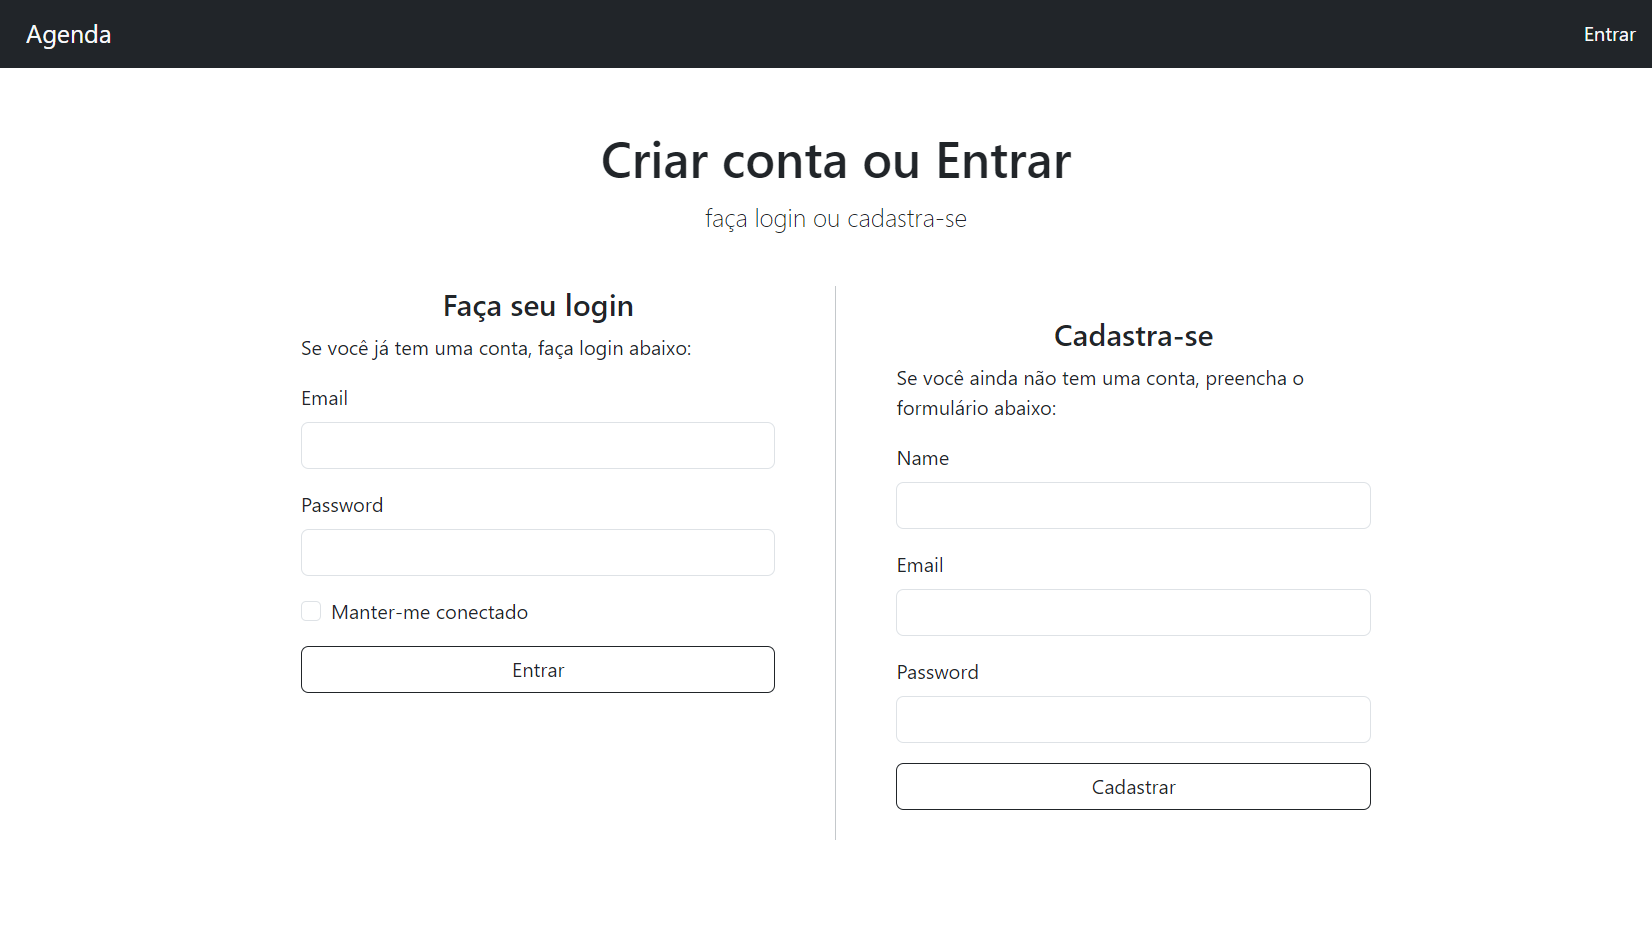 Agenda
Entrar
Criar conta ou Entrar
faça login ou cadastra-se
Faça seu login
Se você já tem uma conta, faça login abaixo:
Email
Password
Manter-me conectado
Entrar
Cadastra-se
Se você ainda não tem uma conta, preencha o
formulário abaixo:
Name
Email
Password
Cadastrar